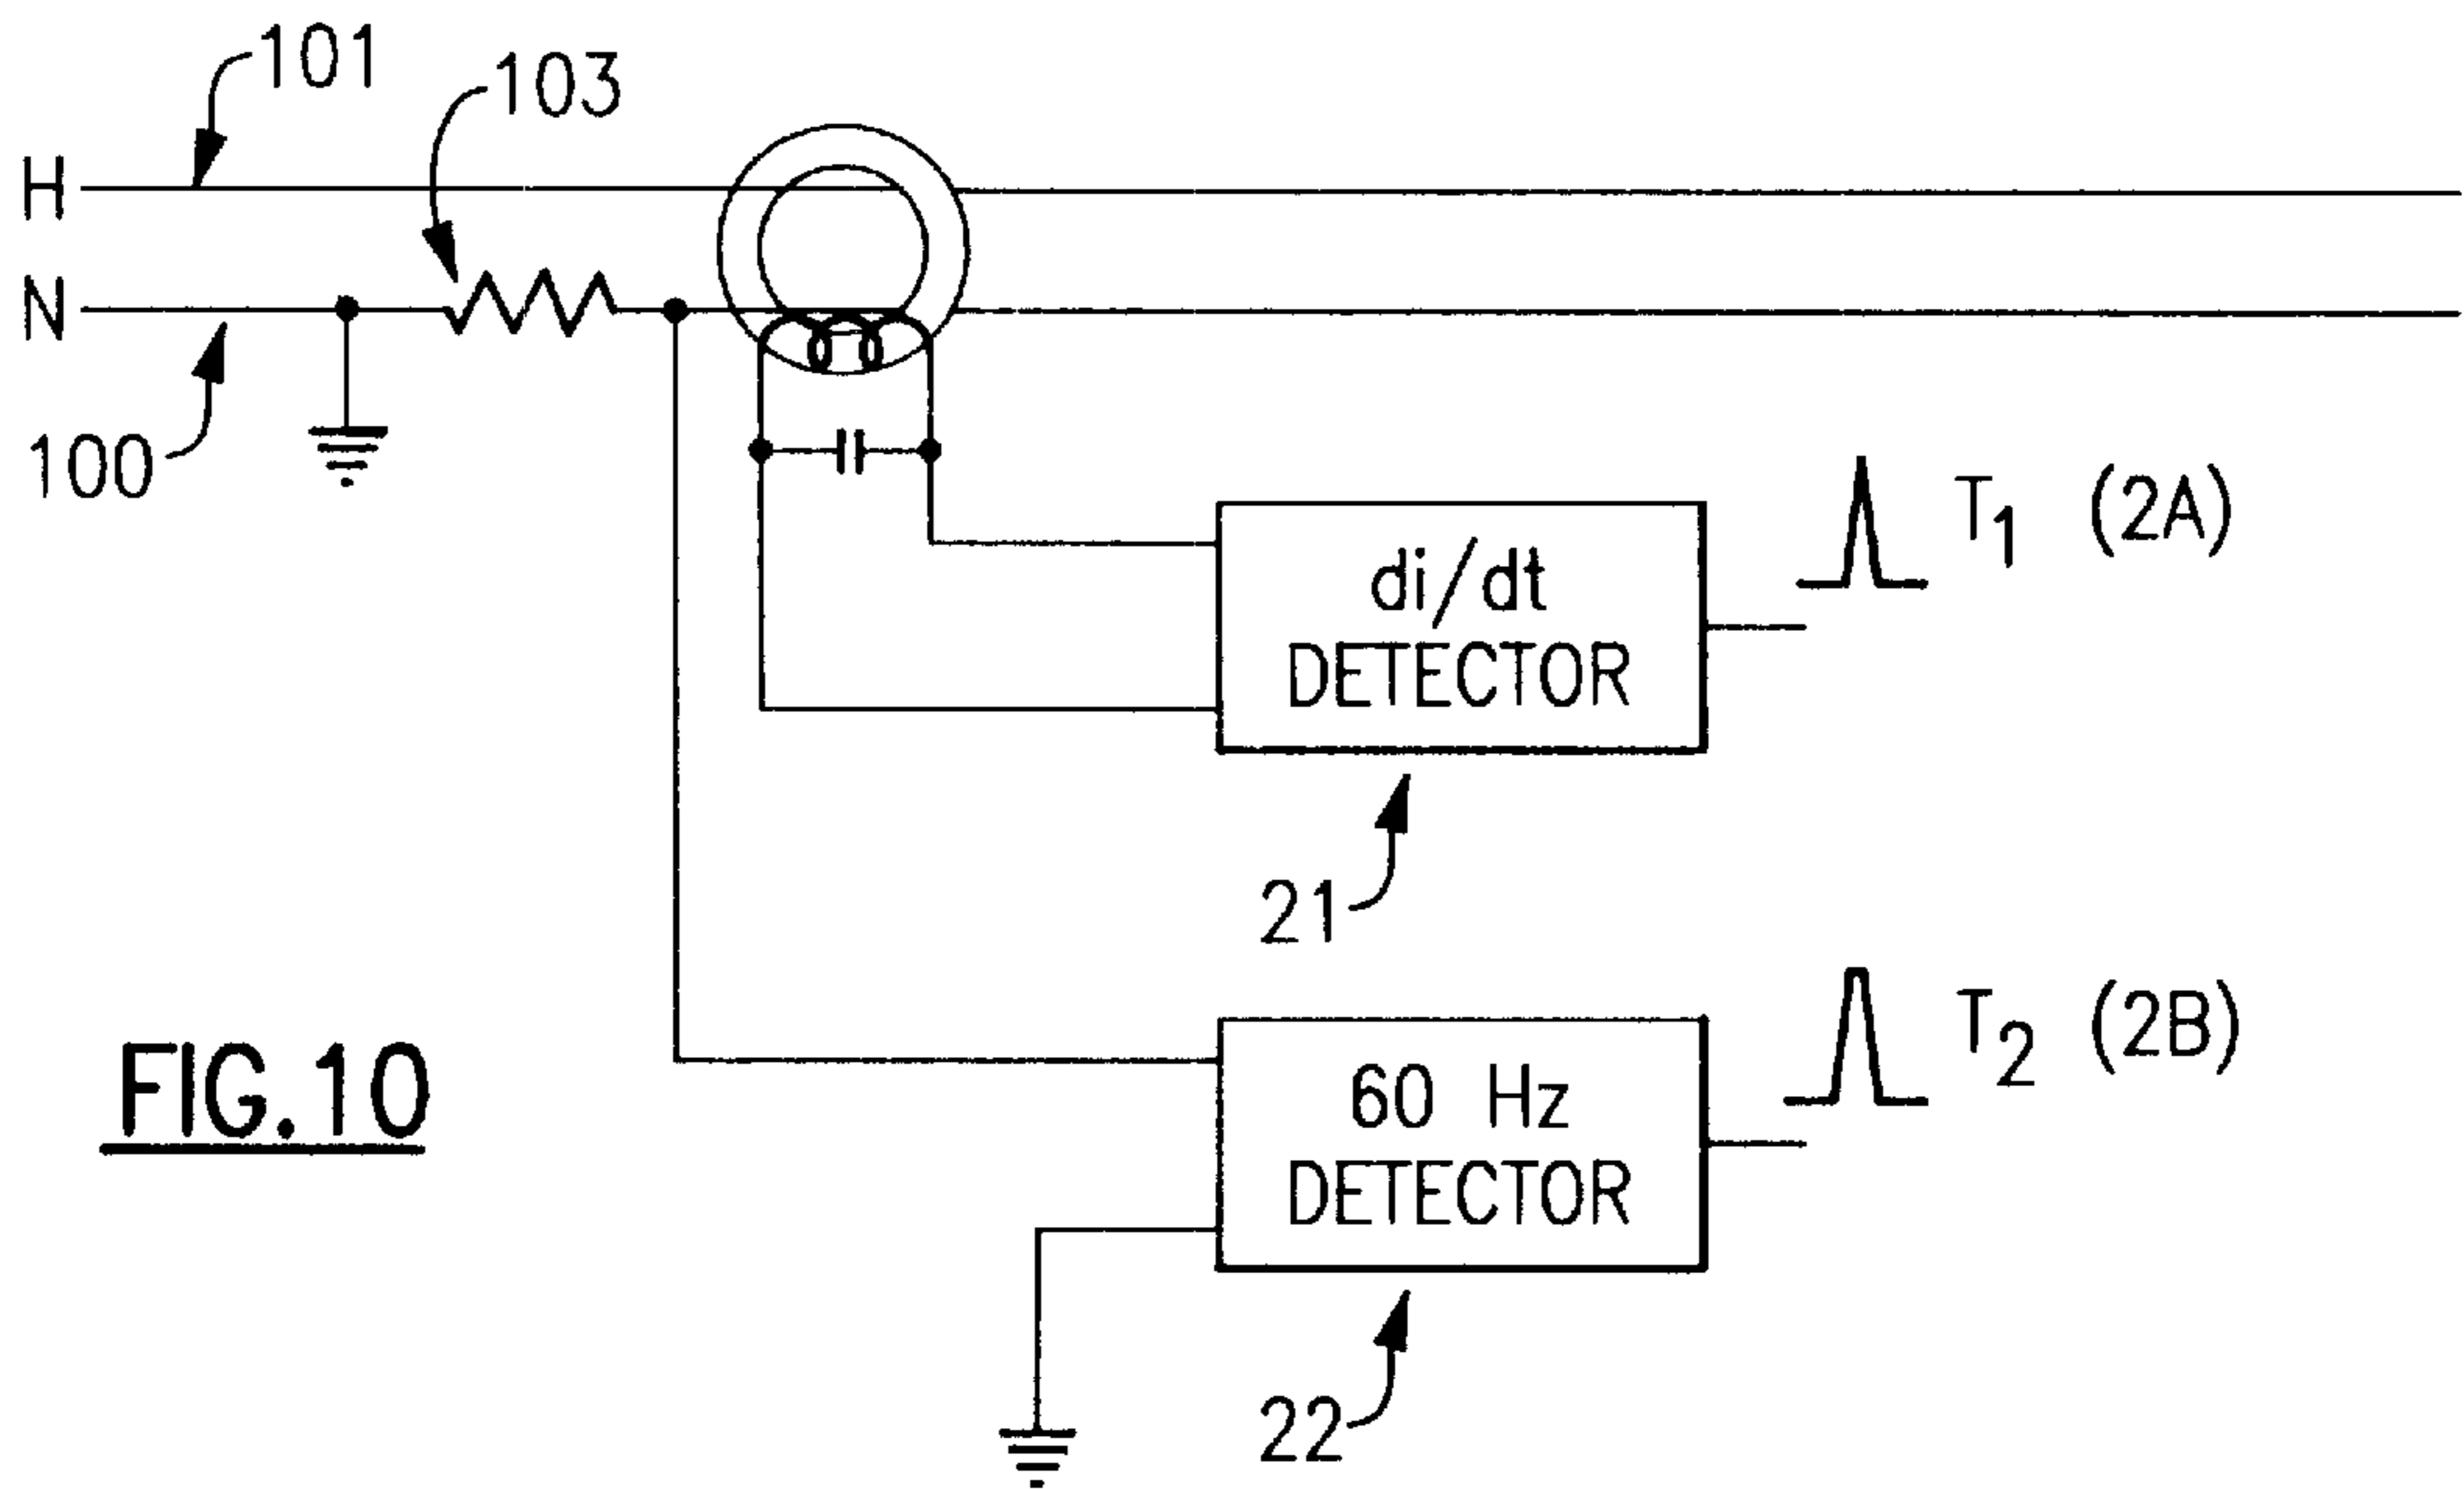 101
103
H
N
100
T1 (2A)
di/dt
DETECTOR
21
T2 (2B)
60 Hz
DETECTOR
FIG.10
22